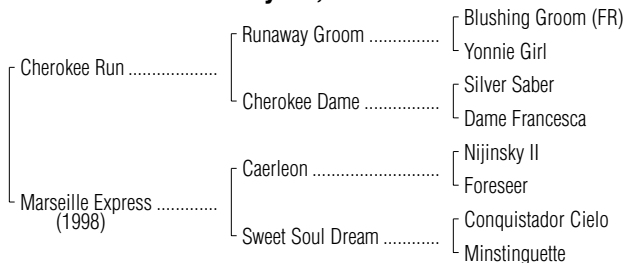 Blushing Groom (FR)
Runaway Groom ...............
Yonnie Girl
Cherokee Run ...................
Silver Saber
Cherokee Dame ................
Dame Francesca
Nijinsky II
Caerleon ...........................
Foreseer
Marseille Express .............
(1998)
Conquistador Cielo
Sweet Soul Dream ............
Minstinguette